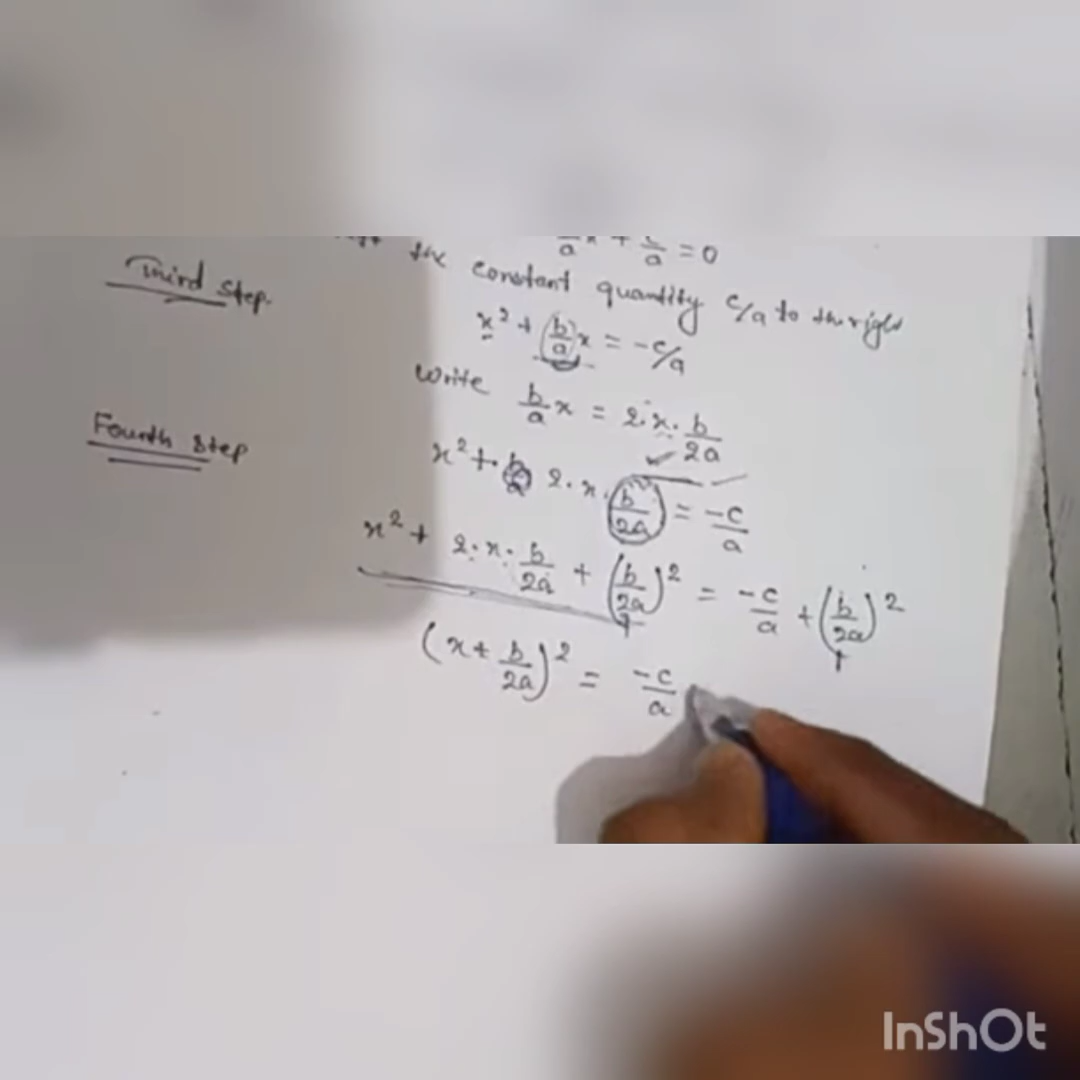 x + c/a = 0
the constant quantity c/a to the right
Third step.
x² + (b/a)x = -c/a
write b/a x = 2·x·b/2a
Fourth step
x² + 2·x·b/2a = -c/a
x² + 2·x·b/2a + (b/2a)² = -c/a + (b/2a)²
(x + b/2a)² = -c/a
InShOt